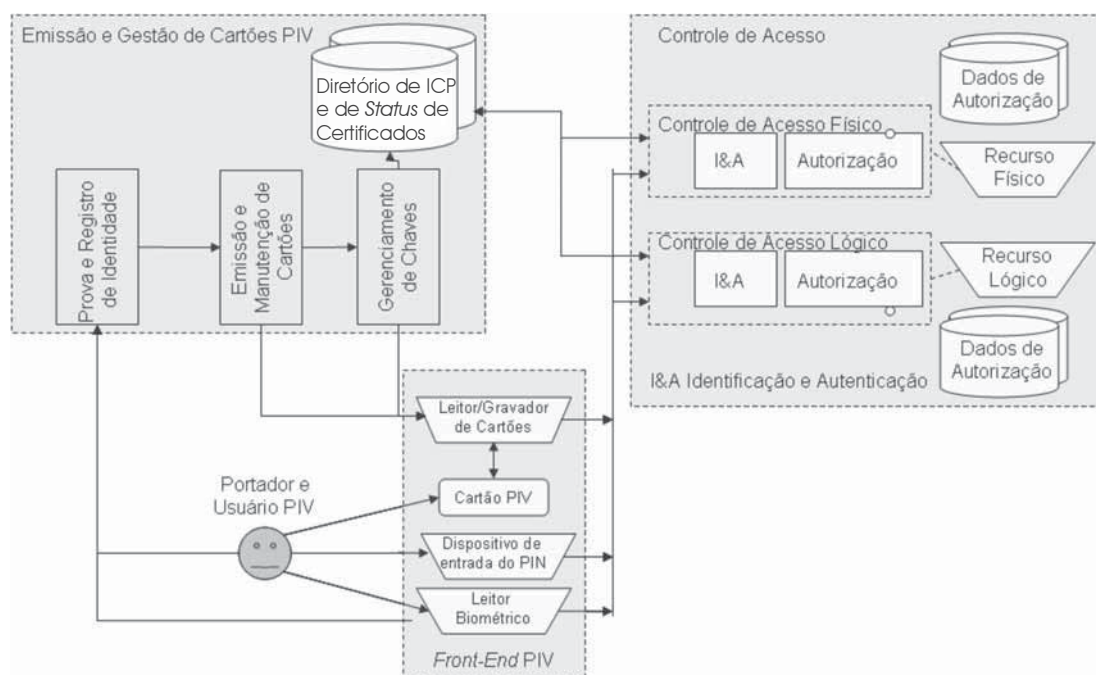 Emissão e Gestão de Cartões PIV
Diretório de ICP
e de Status de
Certificados
Prova e Registro
de Identidade
Emissão e
Manutenção de
Cartões
Gerenciamento
de Chaves
Controle de Acesso
Dados de
Autorização
Controle de Acesso Físico
I&A
Autorização
Recurso
Físico
Controle de Acesso Lógico
I&A
Autorização
Recurso
Lógico
Dados de
Autorização
I&A Identificação e Autenticação
Leitor/Gravador
de Cartões
Portador e
Usuário PIV
Cartão PIV
Dispositivo de
entrada do PIN
Leitor
Biométrico
Front-End PIV